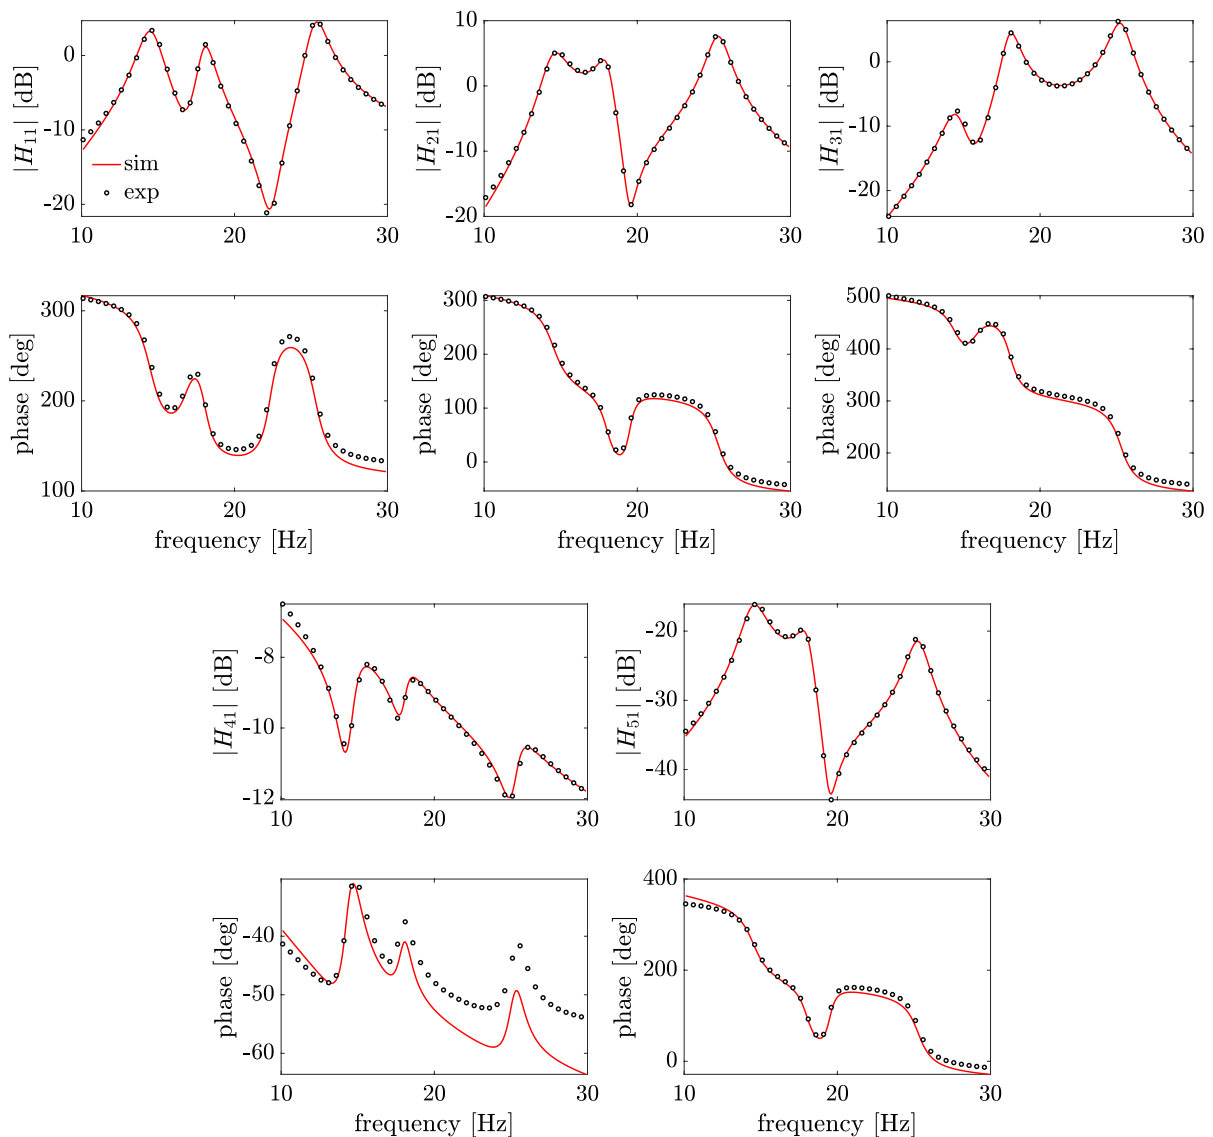 |H11| [dB]
0
-10
-20
sim
exp
10 20 30
|H21| [dB]
10
0
-10
-20
10 20 30
|H31| [dB]
0
-10
-20
10 20 30
phase [deg]
300
200
100
10 20 30
frequency [Hz]
phase [deg]
300
200
100
0
10 20 30
frequency [Hz]
phase [deg]
500
400
300
200
10 20 30
frequency [Hz]
|H41| [dB]
-8
-10
-12
10 20 30
|H51| [dB]
-20
-30
-40
10 20 30
phase [deg]
-40
-50
-60
10 20 30
frequency [Hz]
phase [deg]
400
200
0
10 20 30
frequency [Hz]